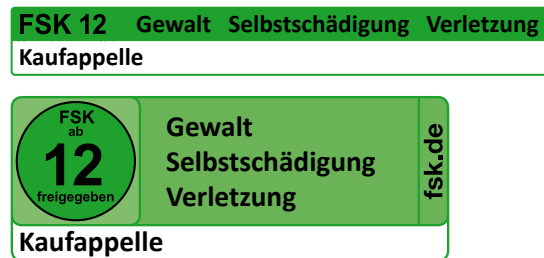 FSK 12 Gewalt Selbstschädigung Verletzung
Kaufappelle
FSK
ab
12
freigegeben
Gewalt
Selbstschädigung
Verletzung
fsk.de
Kaufappelle